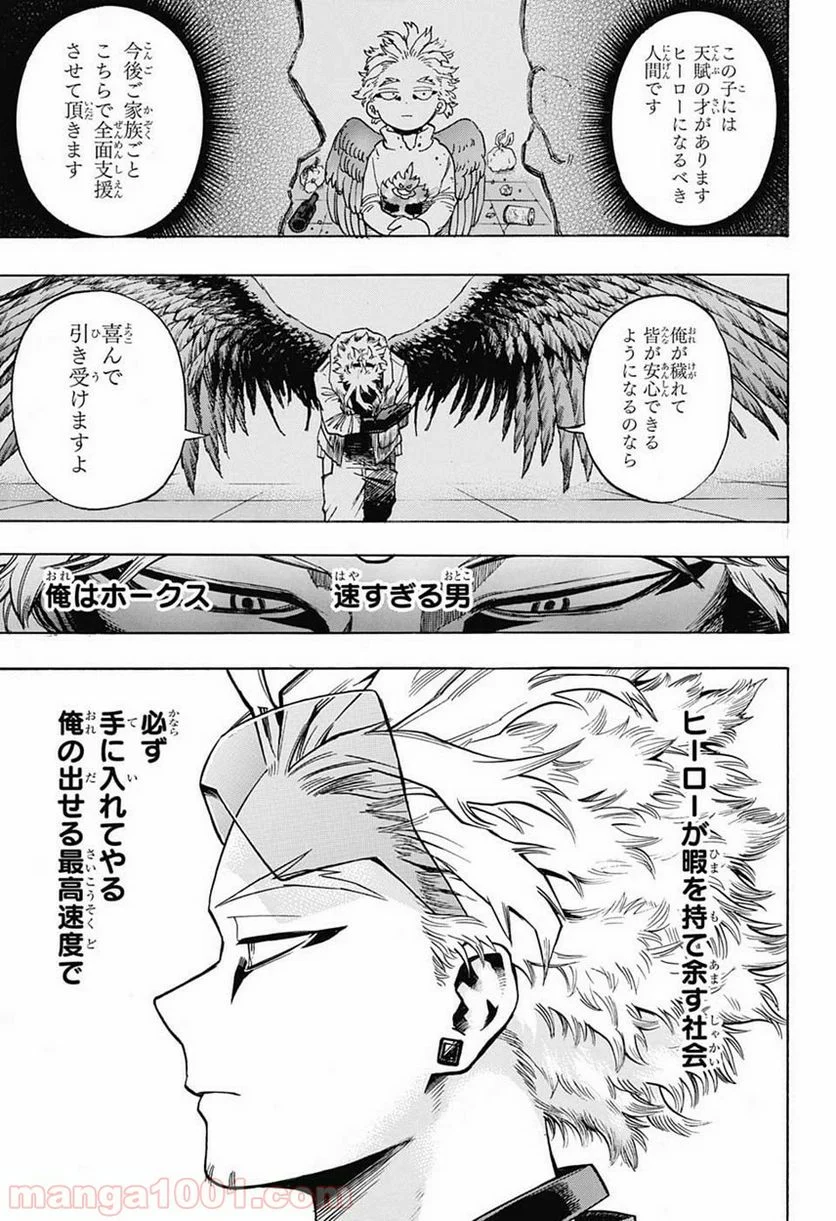 この子には
天賦の才があります
ヒーローになるべき
人間です
今後ご家族ごと
こちらで全面支援
させて頂きます
俺が穢れて
皆が安心できる
ようになるのなら
喜んで
引き受けますよ
速すぎる男
俺はホークス
ヒーローが暇を持て余す社会
必ず
手に入れてやる
俺の出せる最高速度で
manga1001.com